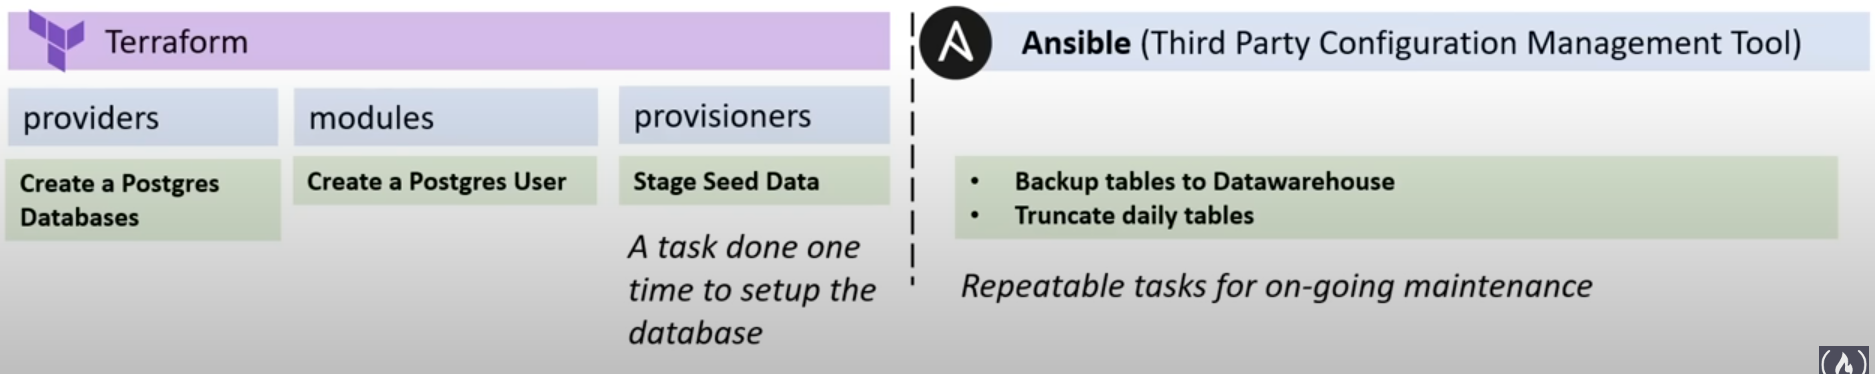 Terraform
Ansible (Third Party Configuration Management Tool)
providers
modules
provisioners
Create a Postgres
Databases
Create a Postgres User
Stage Seed Data
A task done one
time to setup the
database
• Backup tables to Datawarehouse
• Truncate daily tables
Repeatable tasks for on-going maintenance